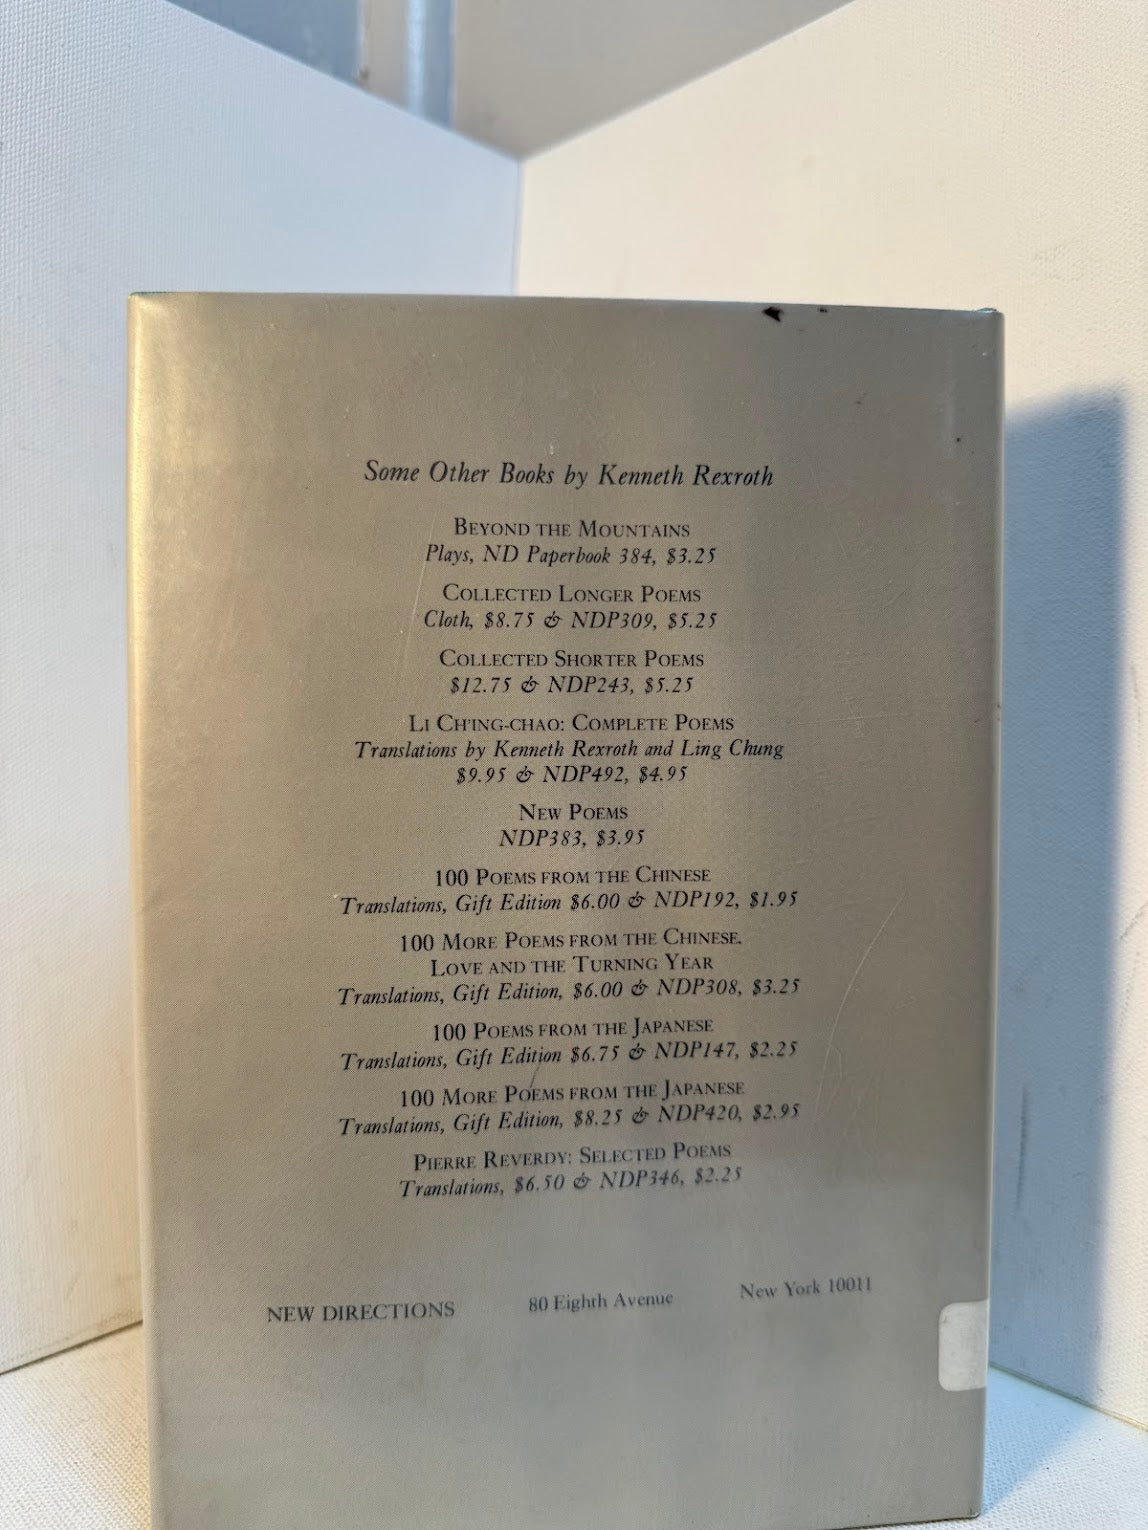 Some Other Books by Kenneth Rexroth
BEYOND THE MOUNTAINS
Plays, ND Paperbook 384, $3.25
COLLECTED LONGER POEMS
Cloth, $8.75 & NDP309, $5.25
COLLECTED SHORTER POEMS
$12.75 & NDP243, $5.25
LI CH'ING-CHAO: COMPLETE POEMS
Translations by Kenneth Rexroth and Ling Chung
$9.95 & NDP492, $4.95
NEW POEMS
NDP383, $3.95
100 POEMS FROM THE CHINESE
Translations, Gift Edition $6.00 & NDP192, $1.95
100 MORE POEMS FROM THE CHINESE.
LOVE AND THE TURNING YEAR
Translations, Gift Edition, $6.00 & NDP308, $3.25
100 POEMS FROM THE JAPANESE
Translations, Gift Edition $6.75 & NDP147, $2.25
100 MORE POEMS FROM THE JAPANESE
Translations, Gift Edition, $8.25 & NDP420, $2.95
PIERRE REVERDY: SELECTED POEMS
Translations, $6.50 & NDP346, $2.25
NEW DIRECTIONS 80 Eighth Avenue New York 10011